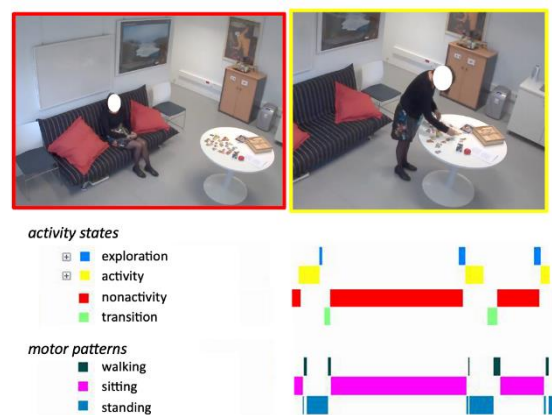 activity states
exploration
activity
nonactivity
transition
motor patterns
walking
sitting
standing